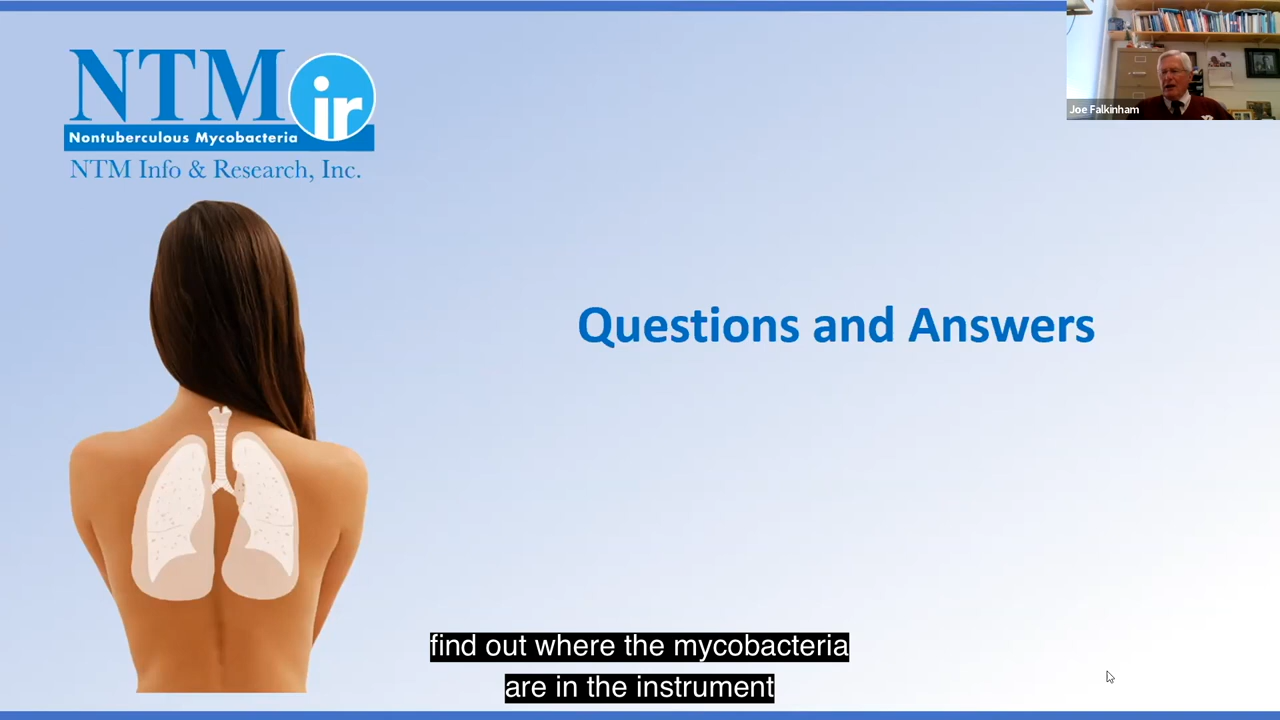 NTM
ir
Nontuberculous Mycobacteria
NTM Info & Research, Inc.
Joe Falkinham
Questions and Answers
find out where the mycobacteria
are in the instrument